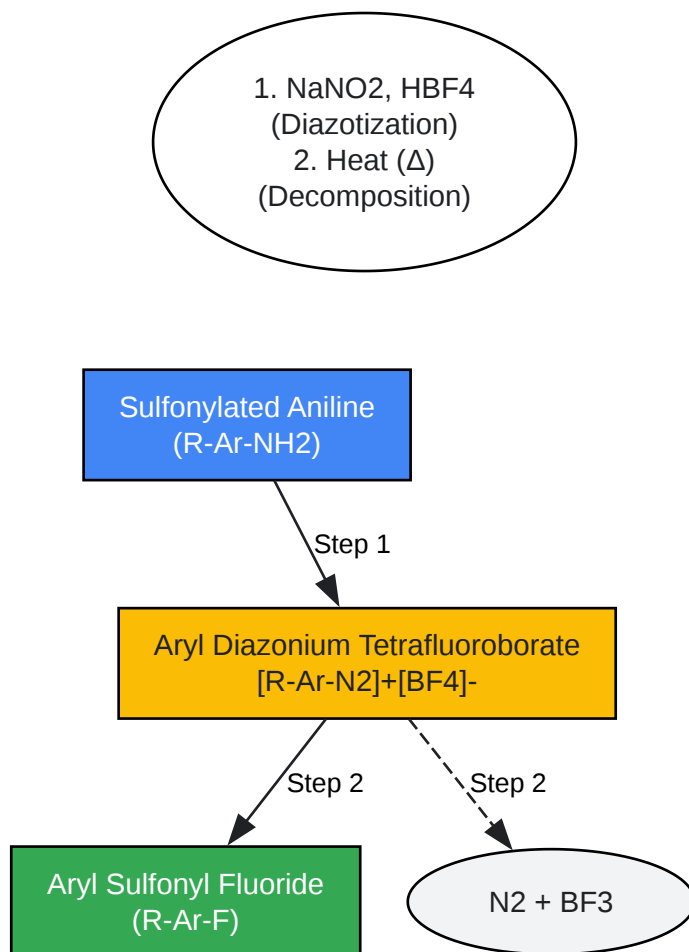 1. NaNO2, HBF4
(Diazotization)
2. Heat (Δ)
(Decomposition)
Sulfonylated Aniline
(R-Ar-NH2)
Step 1
Aryl Diazonium Tetrafluoroborate
[R-Ar-N2]+[BF4]-
Step 2
Step 2
Aryl Sulfonyl Fluoride
(R-Ar-F)
N2 + BF3